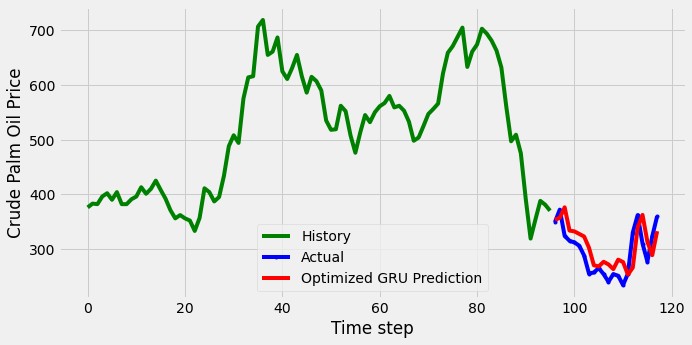 700
600
500
400
300
Crude Palm Oil Price
History
Actual
Optimized GRU Prediction
0 20 40 60 80 100 120
Time step